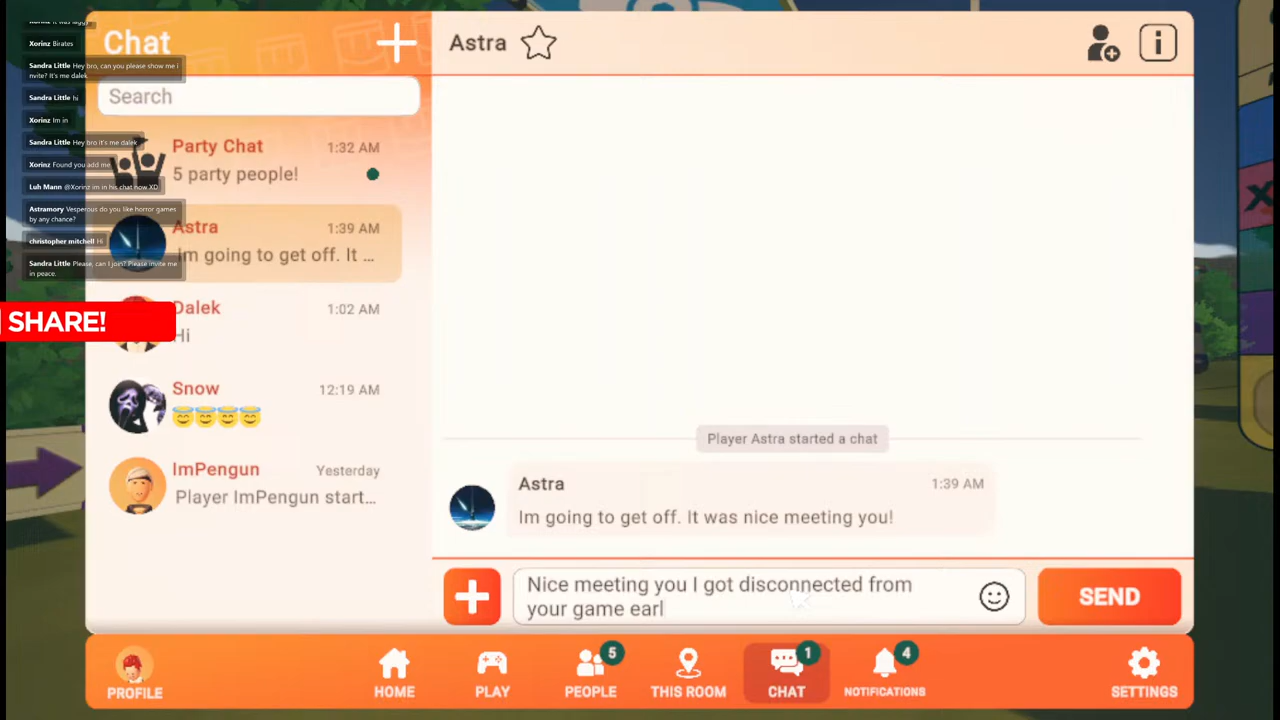 Xorinz It was laggy
Xorinz Birates
Sandra Little Hey bro, can you please show me i
nvite? It's me dalek
Sandra Little hi
Xorinz Im in
Sandra Little Hey bro it's me dalek
Xorinz Found you add me
Luh Mann @Xorinz im in his chat now XD
Astramory Vesperous do you like horror games
by any chance?
christopher mitchell Hi
Sandra Little Please, can I join? Please invite me
in peace.
SHARE!
Chat
Search
Party Chat 1:32 AM
5 party people!
Astra 1:39 AM
Im going to get off. It ...
Dalek 1:02 AM
Hi
Snow 12:19 AM
😇😇😇😇
ImPengun Yesterday
Player ImPengun start...
Astra
Player Astra started a chat
Astra 1:39 AM
Im going to get off. It was nice meeting you!
Nice meeting you I got disconnected from
your game earl
SEND
PROFILE
HOME
PLAY
5
PEOPLE
THIS ROOM
1
CHAT
4
NOTIFICATIONS
SETTINGS